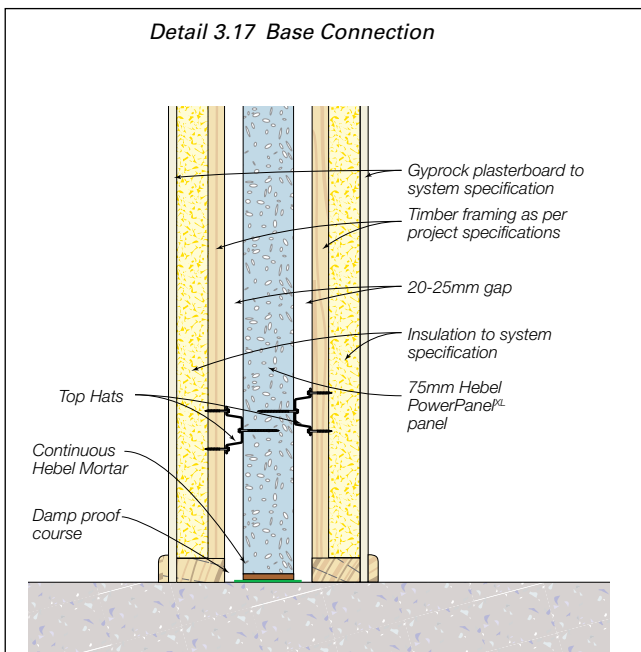 Detail 3.17 Base Connection
Gyprock plasterboard to
system specification
Timber framing as per
project specifications
20-25mm gap
Insulation to system
specification
75mm Hebel
PowerPanelXL
panel
Top Hats
Continuous
Hebel Mortar
Damp proof
course